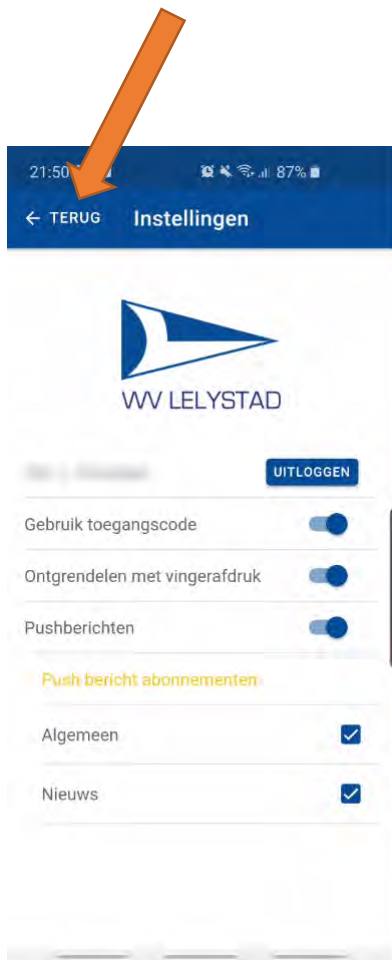 21:50
87%
← TERUG Instellingen
WV LELYSTAD
UITLOGGEN
Gebruik toegangscode
Ontgrendelen met vingerafdruk
Pushberichten
Push bericht abonnementen
Algemeen
Nieuws